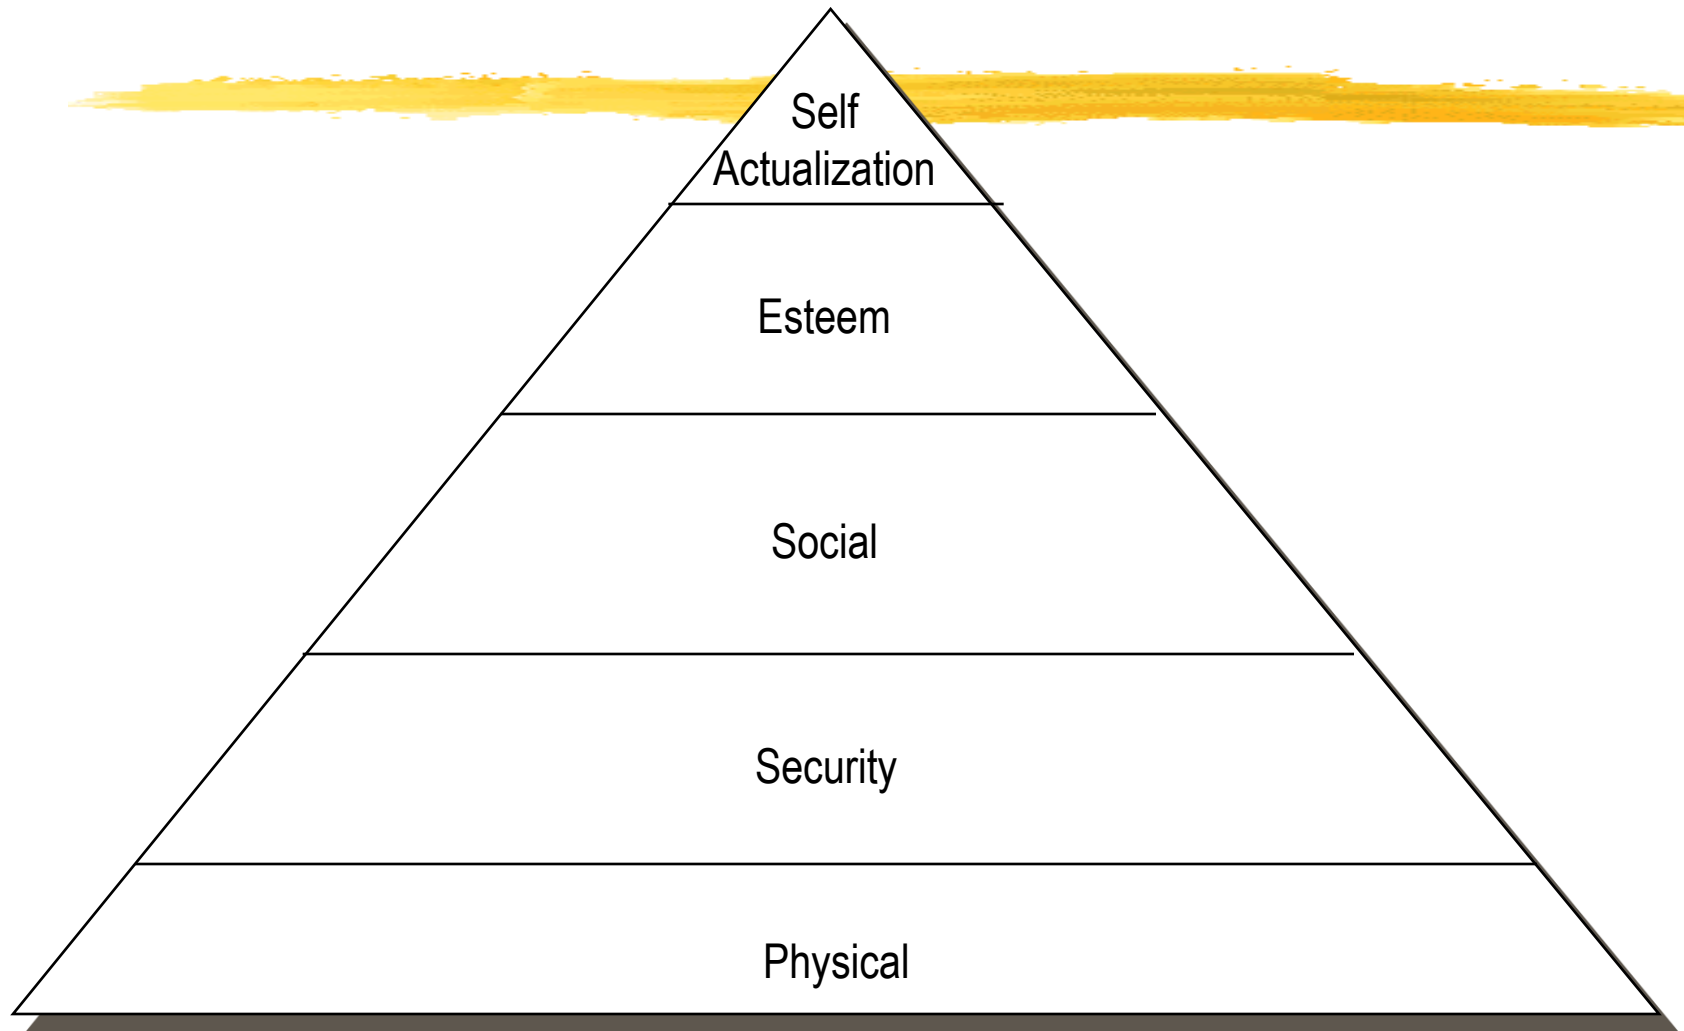 Self
Actualization
Esteem
Social
Security
Physical